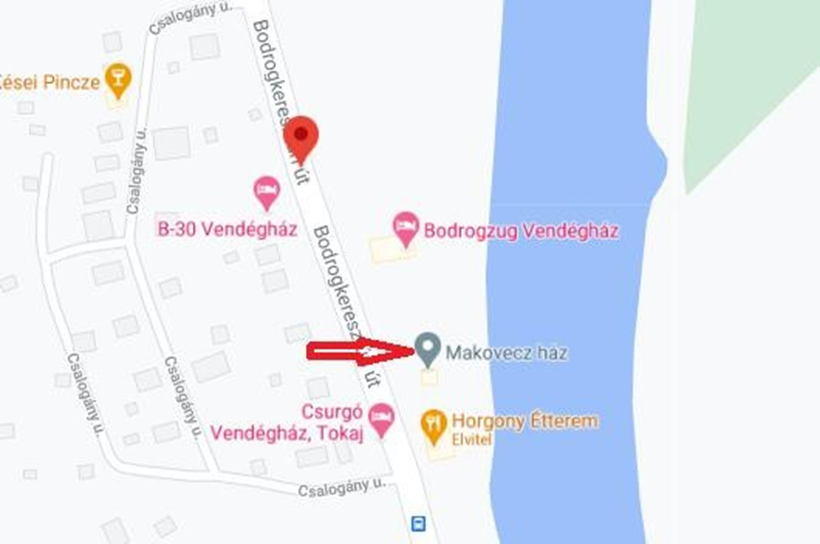 Csalogány u.
Bodrogkereszt
út
Kései Pincze
Csalogány u.
B-30 Vendégház
Bodrogzug Vendégház
Bodrogkereszt
út
Makovecz ház
Csalogány u.
Csalogány u.
Csurgó
Vendégház, Tokaj
Horgony Étterem
Elvitel
Csalogány u.